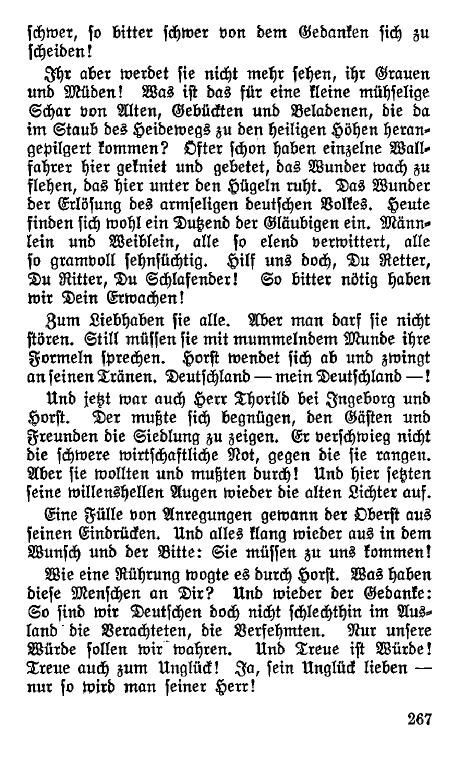 schwer, so bitter schwer von dem Gedanken sich zu
scheiden!
Ihr aber werdet sie nicht mehr sehen, ihr Grauen
und Müden! Was ist das für eine kleine mühselige
Schar von Alten, Gebückten und Beladenen, die da
im Staub des Heidewegs zu den heiligen Höhen heran-
gepilgert kommen? Öfter schon haben einzelne Wall-
fahrer hier gekniet und gebetet, das Wunder wach zu
flehen, das hier unter den Hügeln ruht. Das Wunder
der Erlösung des armseligen deutschen Volkes. Heute
finden sich wohl ein Dutzend der Gläubigen ein. Männ-
lein und Weiblein, alle so elend verwittert, alle
so gramvoll sehnsüchtig. Hilf uns doch, Du Retter,
Du Ritter, Du Schlafender! So bitter nötig haben
wir Dein Erwachen!
Zum Liebhaben sie alle. Aber man darf sie nicht
stören. Still müssen sie mit mummelndem Munde ihre
Formeln sprechen. Horst wendet sich ab und zwingt
an seinen Tränen. Deutschland — mein Deutschland —!
Und jetzt war auch Herr Thorild bei Ingeborg und
Horst. Der mußte sich begnügen, den Gästen und
Freunden die Siedlung zu zeigen. Er verschwieg nicht
die schwere wirtschaftliche Not, gegen die sie rangen.
Aber sie wollten und mußten durch! Und hier setzten
seine willenshellen Augen wieder die alten Lichter auf.
Eine Fülle von Anregungen gewann der Oberst aus
seinen Eindrücken. Und alles klang wieder aus in dem
Wunsch und der Bitte: Sie müssen zu uns kommen!
Wie eine Rührung wogte es durch Horst. Was haben
diese Menschen an Dir? Und wieder der Gedanke:
So sind wir Deutschen doch nicht schlechthin im Aus-
land die Verachteten, die Verfehmten. Nur unsere
Würde sollen wir wahren. Und Treue ist Würde!
Treue auch zum Unglück! Ja, sein Unglück lieben —
nur so wird man seiner Herr!
267